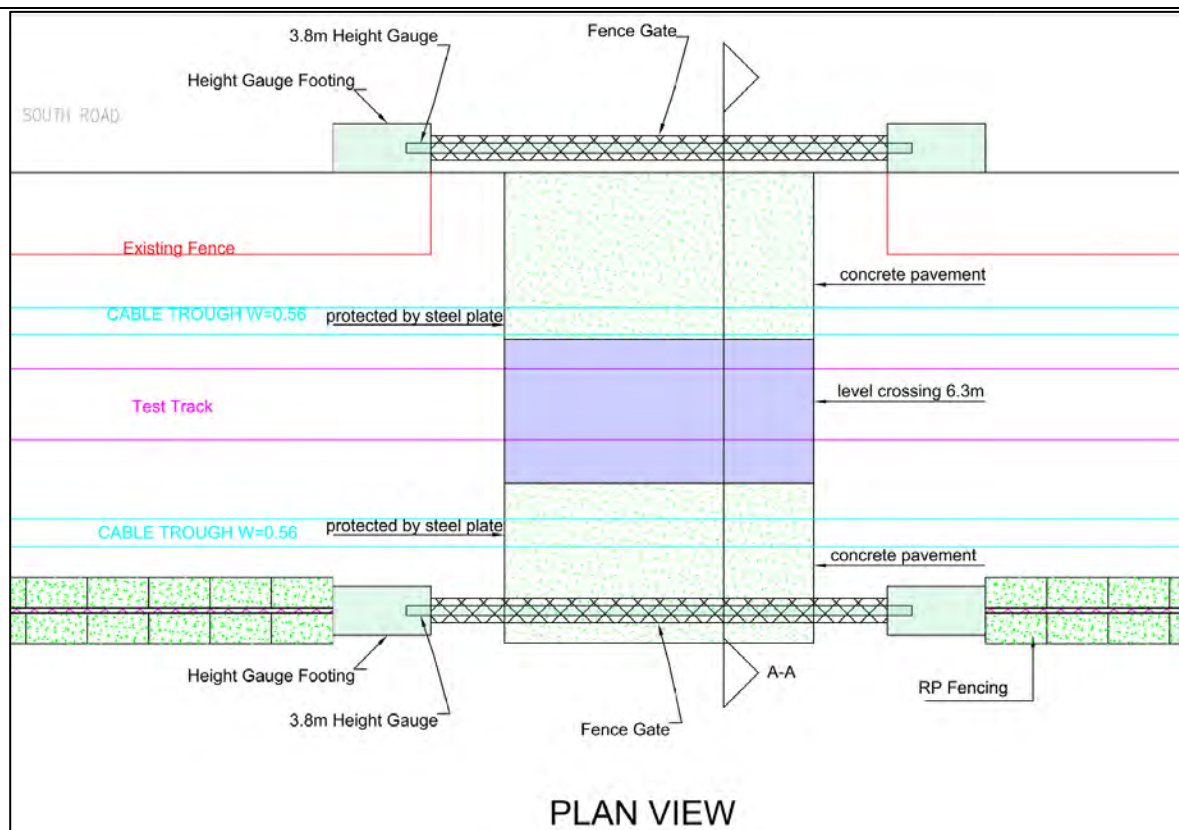 3.8m Height Gauge
Fence Gate
Height Gauge Footing
SOUTH ROAD
Existing Fence
concrete pavement
CABLE TROUGH W=0.56
protected by steel plate
level crossing 6.3m
Test Track
protected by steel plate
CABLE TROUGH W=0.56
concrete pavement
Height Gauge Footing
A-A
RP Fencing
3.8m Height Gauge
Fence Gate
PLAN VIEW